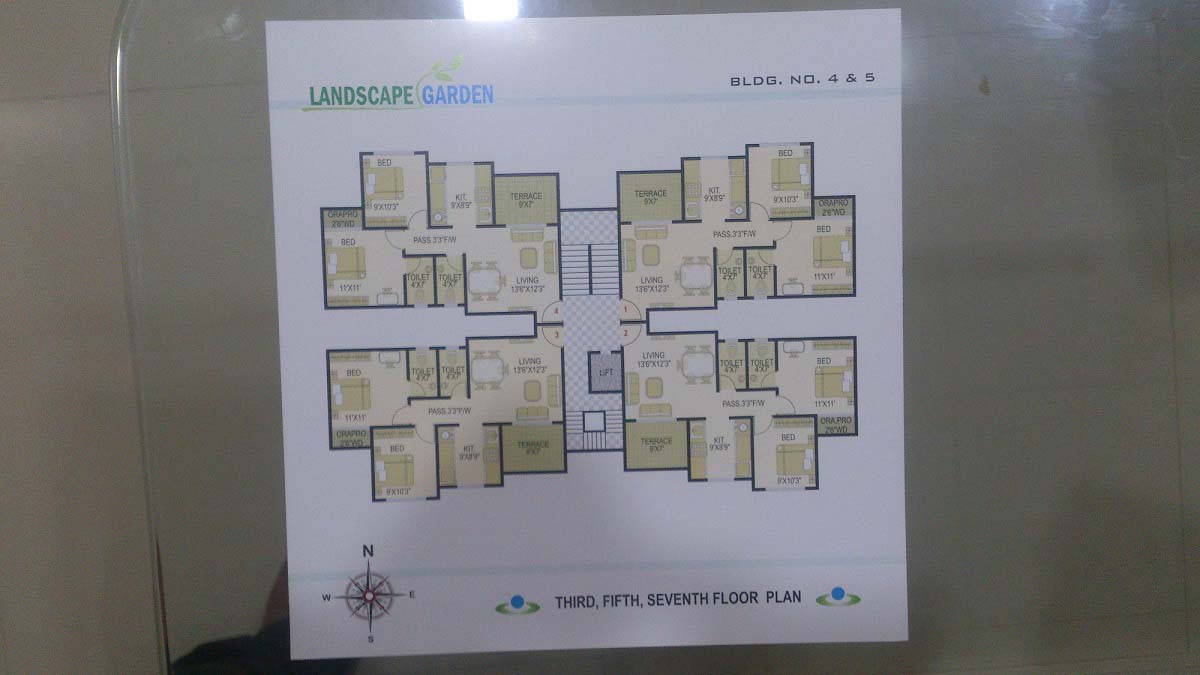 LANDSCAPE GARDEN
BLDG. NO. 4 & 5
BED
9'X10'3"
KIT.
9'X8'9"
TERRACE
9'X7'
ORAPRO
2'6"WD
BED
11'X11'
PASS.3'3"F/W
TOILET
4'X7'
TOILET
4'X7'
LIVING
13'6"X12'3"
4
TERRACE
9'X7'
KIT.
9'X8'9"
BED
9'X10'3"
ORAPRO
2'6"WD
PASS.3'3"F/W
BED
11'X11'
LIVING
13'6"X12'3"
TOILET
4'X7'
TOILET
4'X7'
1
3
LIVING
13'6"X12'3"
TOILET
4'X7'
TOILET
4'X7'
BED
11'X11'
PASS.3'3"F/W
ORAPRO
2'6"WD
BED
9'X10'3"
KIT.
9'X8'9"
TERRACE
9'X7'
LIFT
2
LIVING
13'6"X12'3"
TOILET
4'X7'
TOILET
4'X7'
BED
11'X11'
PASS.3'3"F/W
ORA.PRO
2'6"WD
TERRACE
9'X7'
KIT.
9'X8'9"
BED
9'X10'3"
N
W E
S
THIRD, FIFTH, SEVENTH FLOOR PLAN